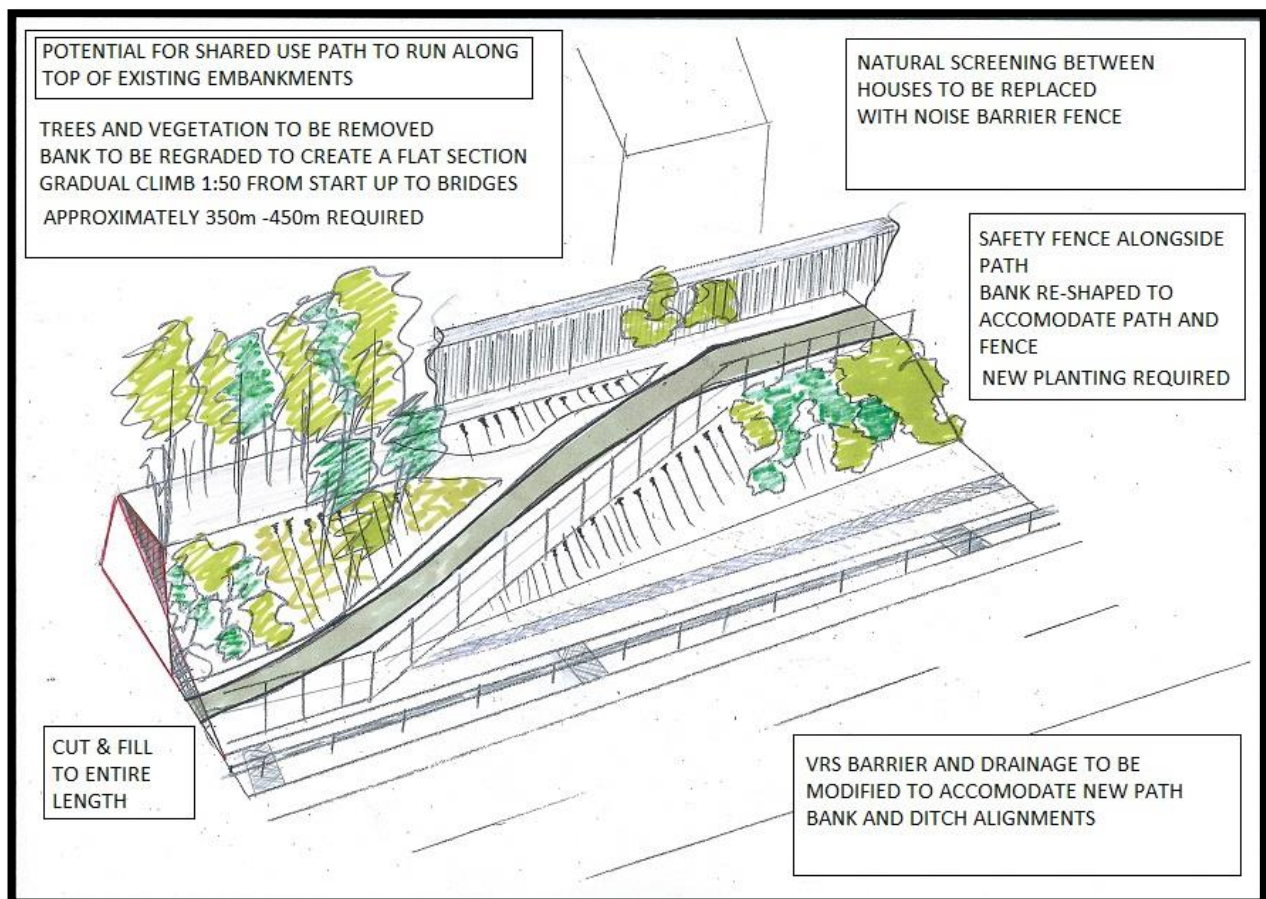 POTENTIAL FOR SHARED USE PATH TO RUN ALONG
TOP OF EXISTING EMBANKMENTS
TREES AND VEGETATION TO BE REMOVED
BANK TO BE REGRADED TO CREATE A FLAT SECTION
GRADUAL CLIMB 1:50 FROM START UP TO BRIDGES
APPROXIMATELY 350m -450m REQUIRED
NATURAL SCREENING BETWEEN
HOUSES TO BE REPLACED
WITH NOISE BARRIER FENCE
SAFETY FENCE ALONGSIDE
PATH
BANK RE-SHAPED TO
ACCOMODATE PATH AND
FENCE
NEW PLANTING REQUIRED
CUT & FILL
TO ENTIRE
LENGTH
VRS BARRIER AND DRAINAGE TO BE
MODIFIED TO ACCOMODATE NEW PATH
BANK AND DITCH ALIGNMENTS